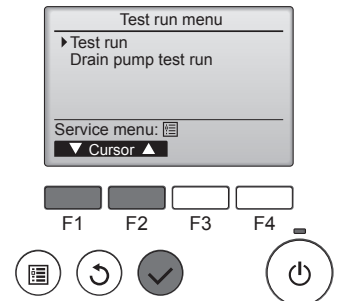 Test run menu
Test run
Drain pump test run
Service menu:
▼ Cursor ▲
F1 F2 F3 F4